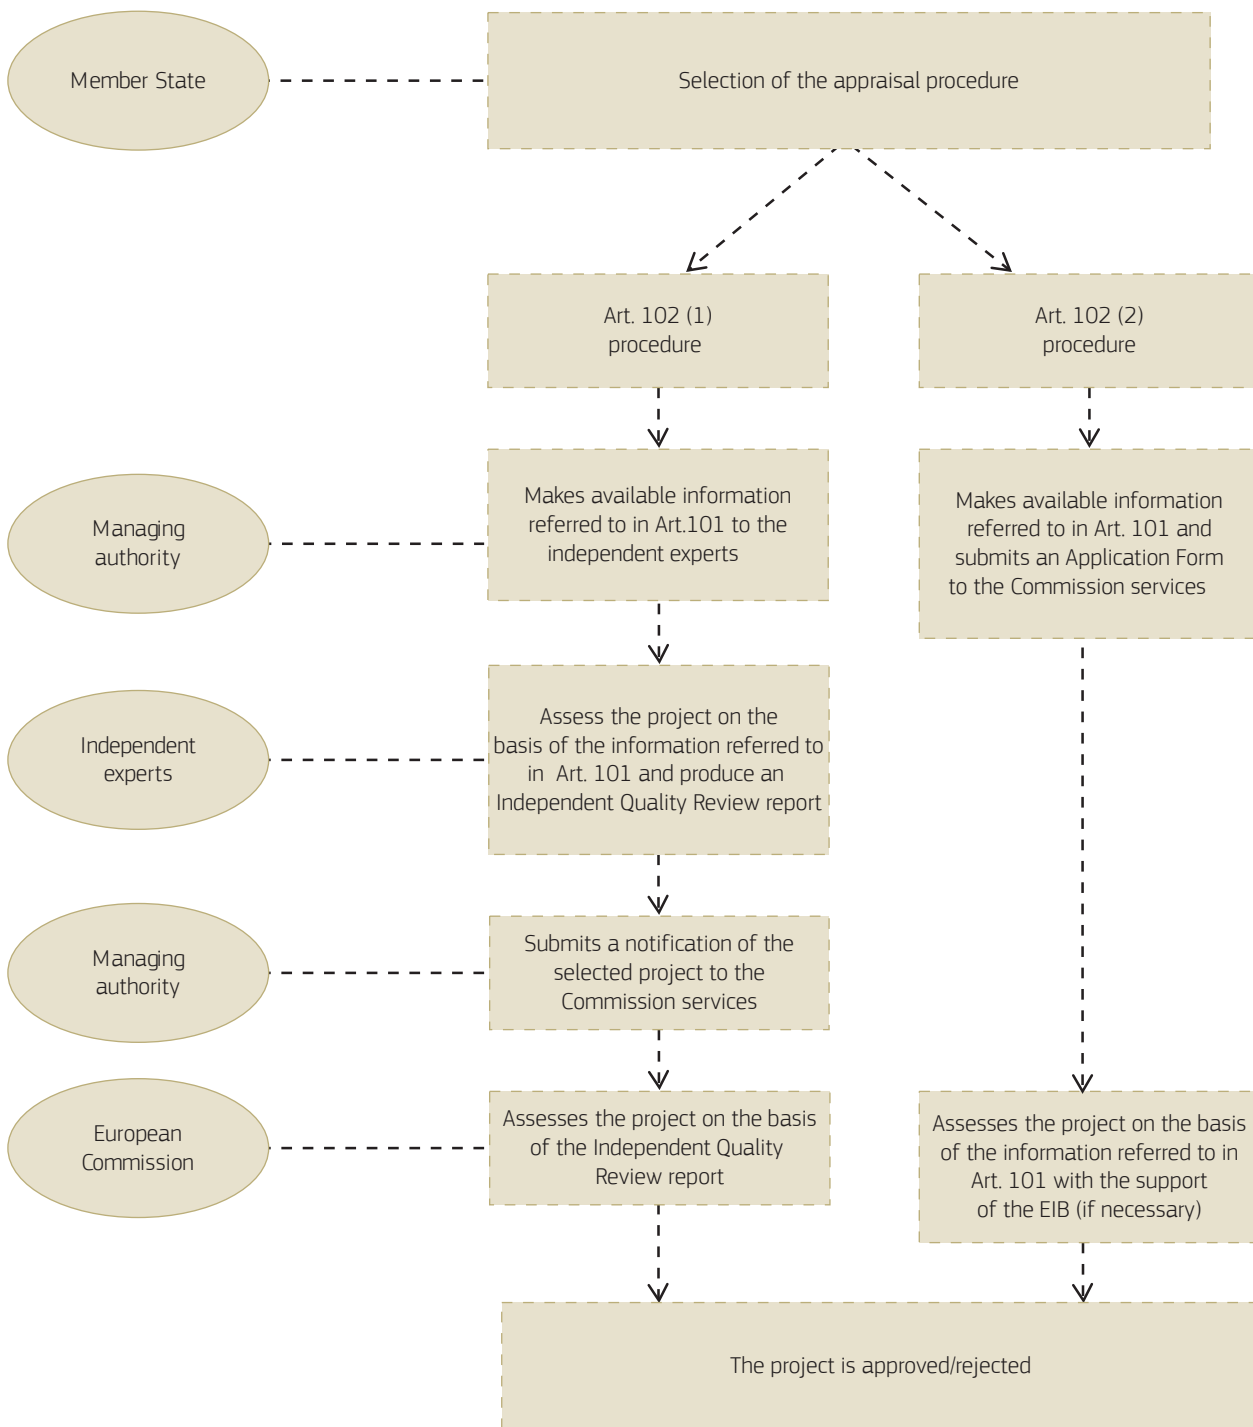 Member State
Selection of the appraisal procedure
Art. 102 (1)
procedure
Art. 102 (2)
procedure
Managing
authority
Makes available information
referred to in Art.101 to the
independent experts
Makes available information
referred to in Art. 101 and
submits an Application Form
to the Commission services
Independent
experts
Assess the project on the
basis of the information referred to
in Art. 101 and produce an
Independent Quality Review report
Managing
authority
Submits a notification of the
selected project to the
Commission services
European
Commission
Assesses the project on the basis
of the Independent Quality
Review report
Assesses the project on the basis
of the information referred to in
Art. 101 with the support
of the EIB (if necessary)
The project is approved/rejected